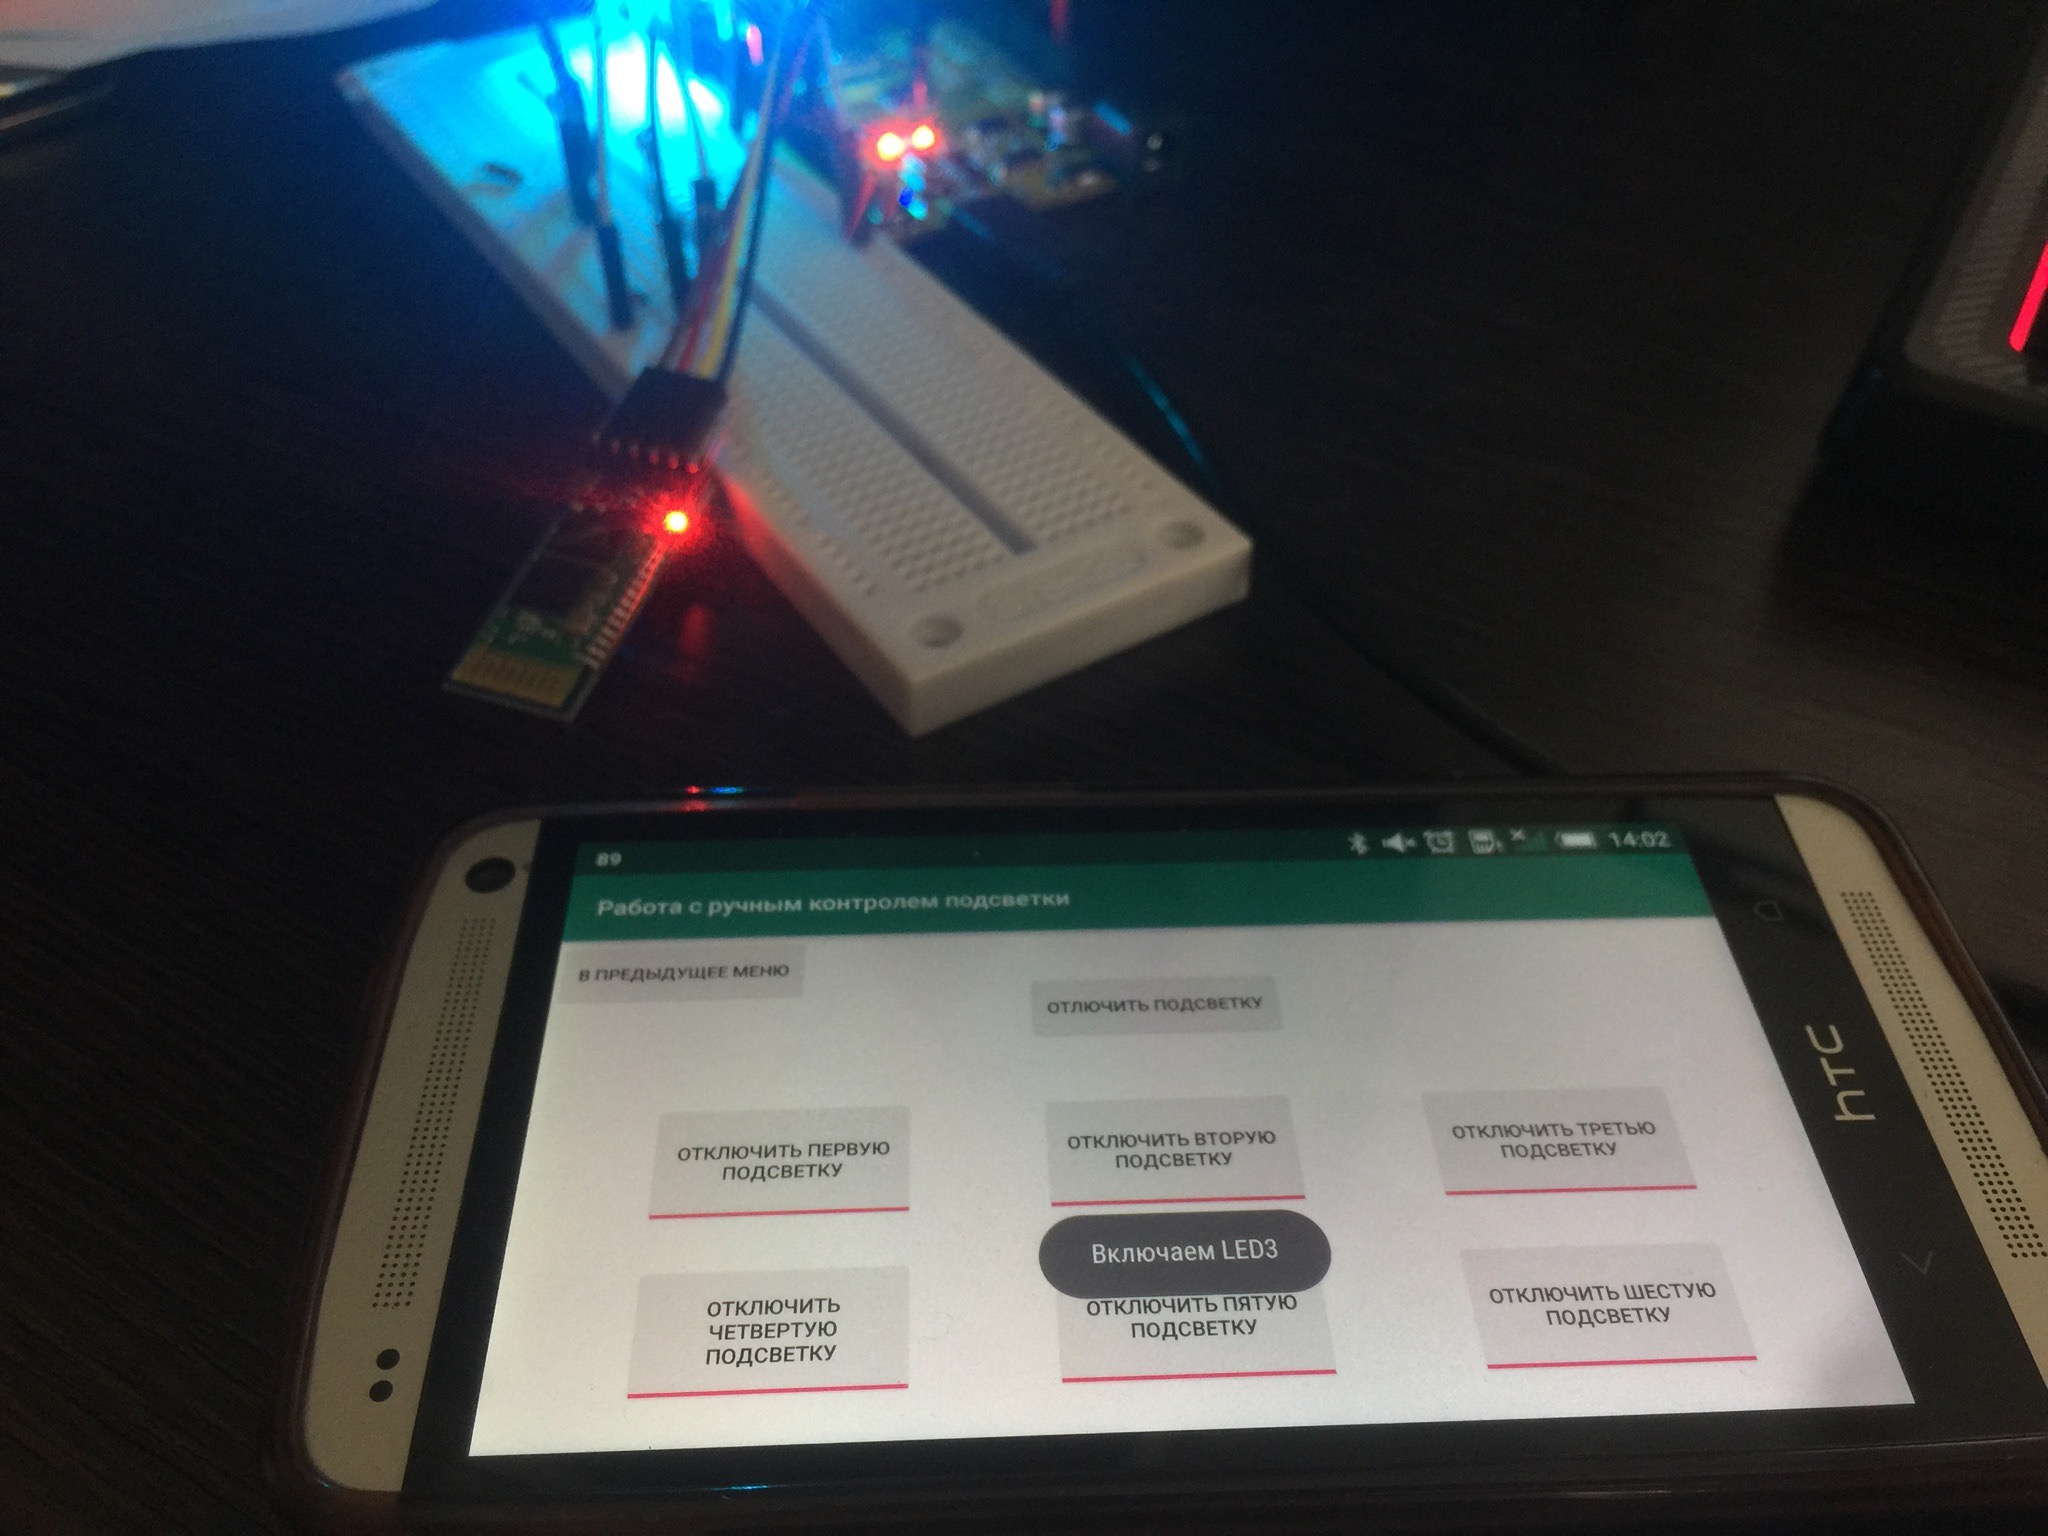 89
14:02
Работа с ручным контролем подсветки
В ПРЕДЫДУЩЕЕ МЕНЮ
ОТЛЮЧИТЬ ПОДСВЕТКУ
ОТКЛЮЧИТЬ ПЕРВУЮ
ПОДСВЕТКУ
ОТКЛЮЧИТЬ ВТОРУЮ
ПОДСВЕТКУ
ОТКЛЮЧИТЬ ТРЕТЬЮ
ПОДСВЕТКУ
Включаем LED3
ОТКЛЮЧИТЬ
ЧЕТВЕРТУЮ
ПОДСВЕТКУ
ОТКЛЮЧИТЬ ПЯТУЮ
ПОДСВЕТКУ
ОТКЛЮЧИТЬ ШЕСТУЮ
ПОДСВЕТКУ
hTC